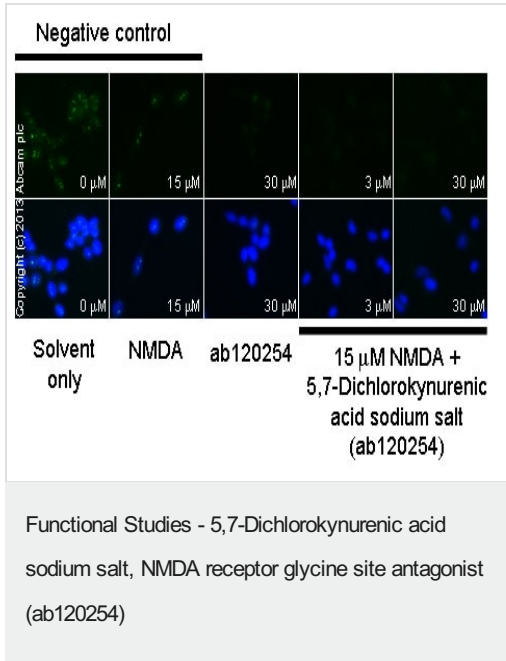 Negative control
Copyright (c) 2013 Abcam plc
0 µM
15 µM
30 µM
3 µM
30 µM
0 µM
15 µM
30 µM
3 µM
30 µM
Solvent
only
NMDA
ab120254
15 µM NMDA +
5,7-Dichlorokynurenic
acid sodium salt
(ab120254)
Functional Studies - 5,7-Dichlorokynurenic acid
sodium salt, NMDA receptor glycine site antagonist
(ab120254)